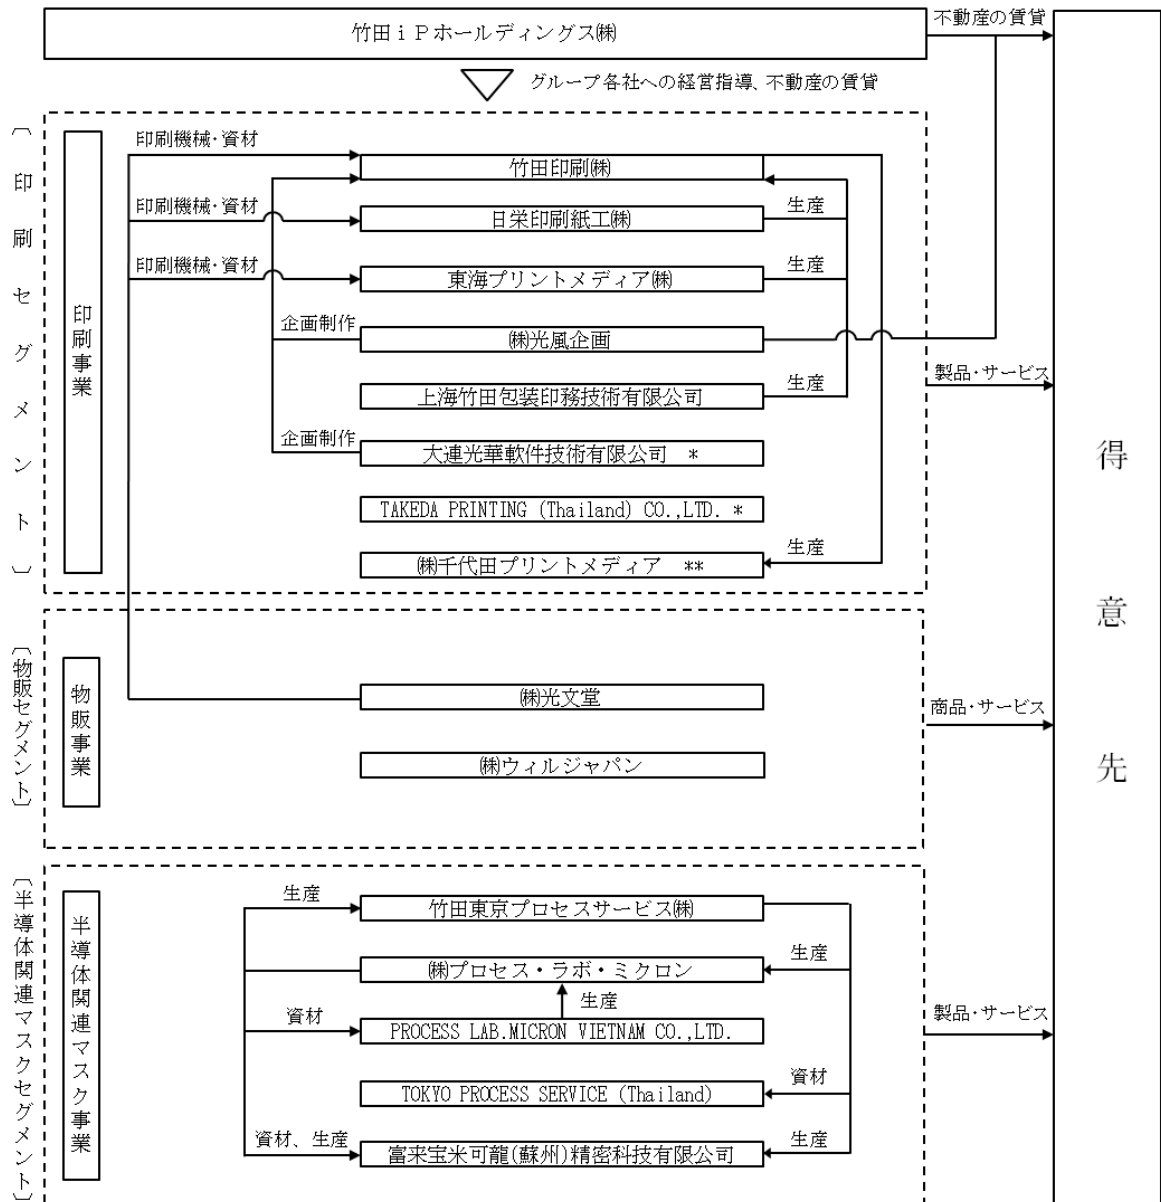 竹田ｉＰホールディングス㈱
不動産の賃貸
グループ各社への経営指導、不動産の賃貸
〔印刷セグメント〕
印刷事業
印刷機械・資材
竹田印刷㈱
印刷機械・資材
日栄印刷紙工㈱
生産
印刷機械・資材
東海プリントメディア㈱
生産
企画制作
㈱光風企画
上海竹田包装印務技術有限公司
生産
企画制作
大連光華軟件技術有限公司　*
TAKEDA PRINTING (Thailand) CO.,LTD. *
㈱千代田プリントメディア　**
生産
製品・サービス
得意先
〔物販セグメント〕
物販事業
㈱光文堂
㈱ウィルジャパン
商品・サービス
〔半導体関連マスクセグメント〕
半導体関連マスク事業
生産
竹田東京プロセスサービス㈱
㈱プロセス・ラボ・ミクロン
生産
生産
資材
PROCESS LAB.MICRON VIETNAM CO.,LTD.
TOKYO PROCESS SERVICE (Thailand)
資材
資材、生産
富来宝米可龍(蘇州)精密科技有限公司
生産
製品・サービス